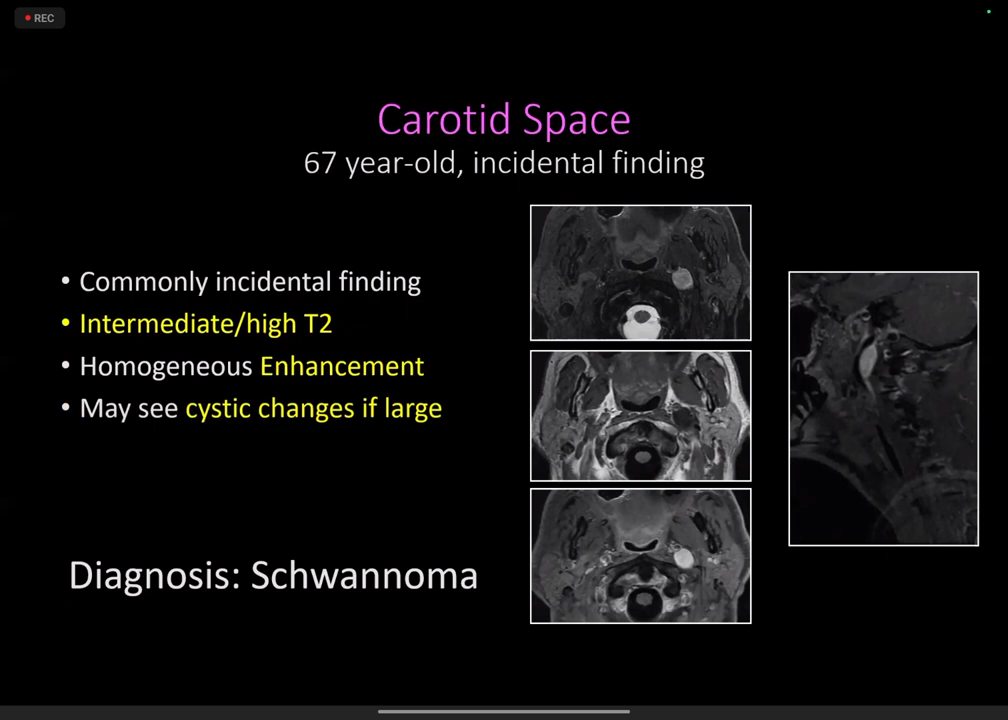 REC
Carotid Space
67 year-old, incidental finding
• Commonly incidental finding
• Intermediate/high T2
• Homogeneous Enhancement
• May see cystic changes if large
Diagnosis: Schwannoma